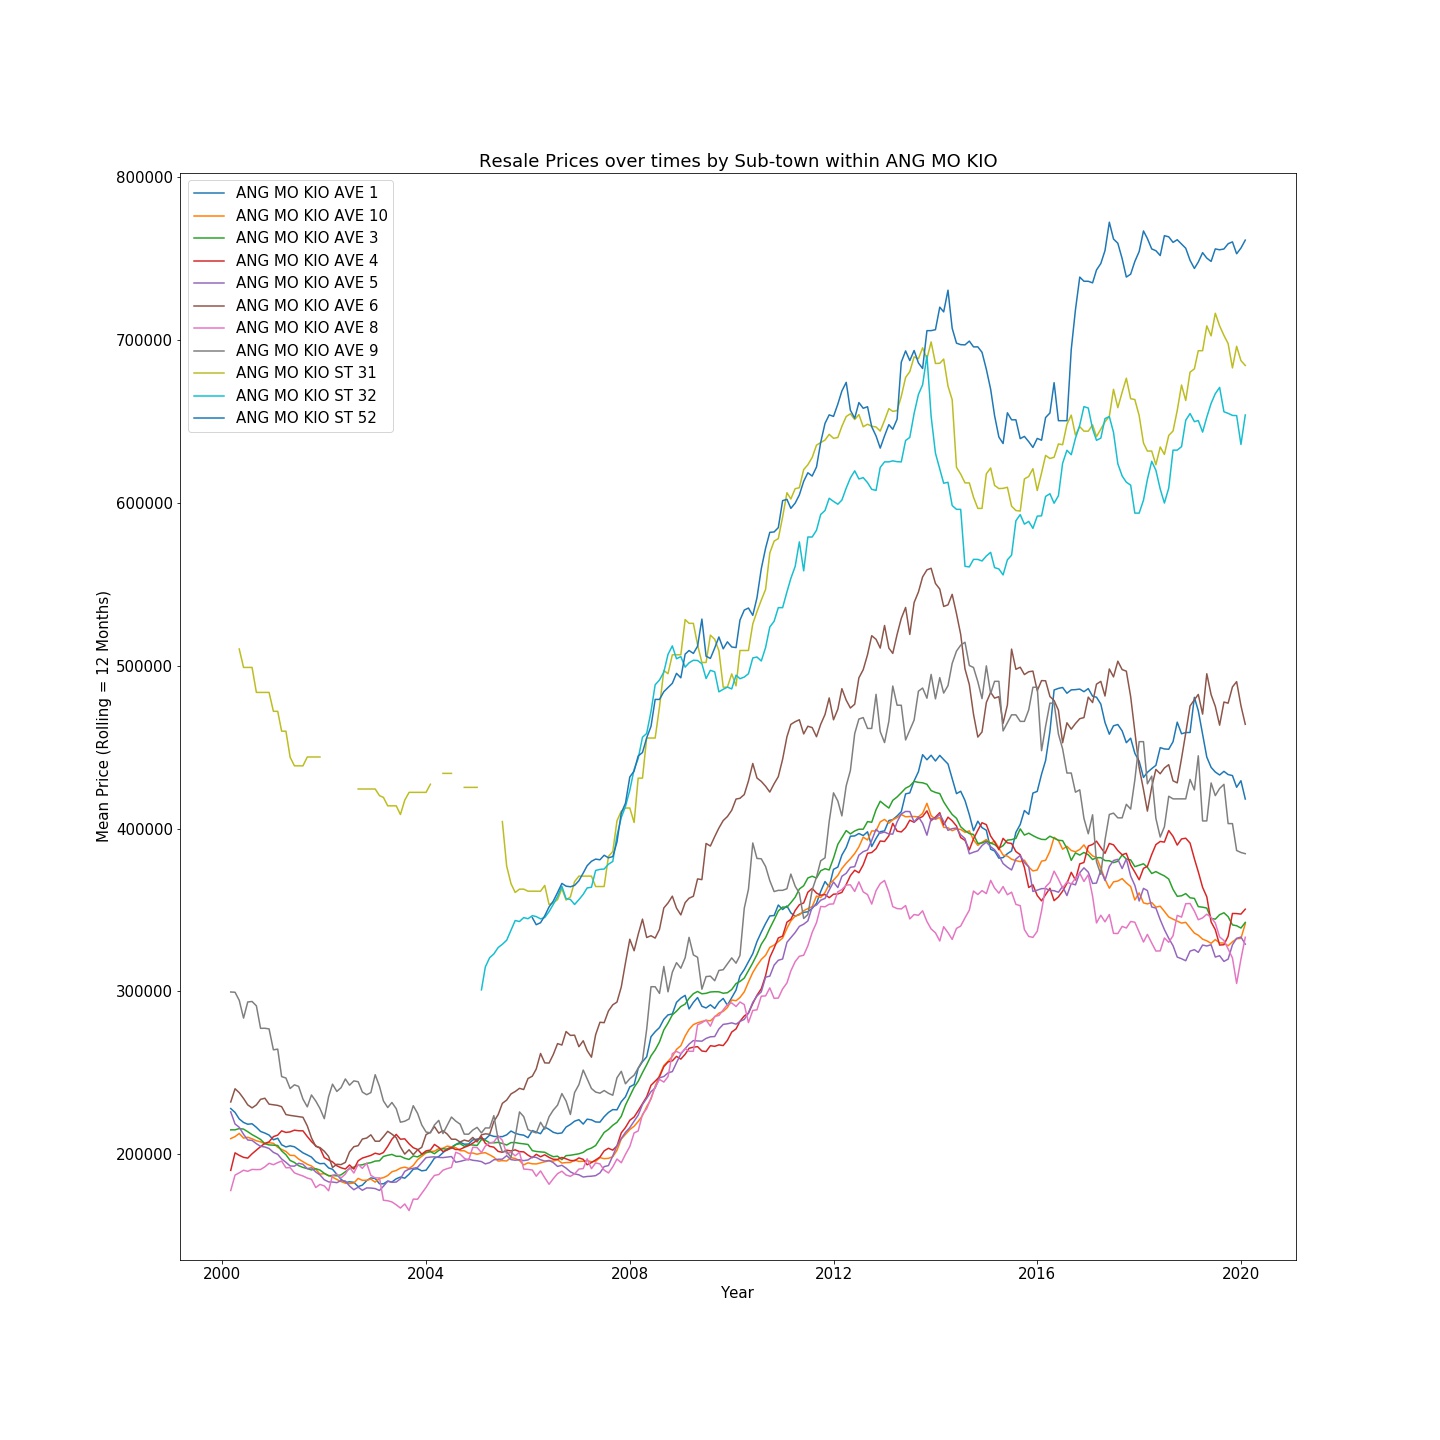 Resale Prices over times by Sub-town within ANG MO KIO
800000
700000
600000
500000
400000
300000
200000
Mean Price (Rolling = 12 Months)
ANG MO KIO AVE 1
ANG MO KIO AVE 10
ANG MO KIO AVE 3
ANG MO KIO AVE 4
ANG MO KIO AVE 5
ANG MO KIO AVE 6
ANG MO KIO AVE 8
ANG MO KIO AVE 9
ANG MO KIO ST 31
ANG MO KIO ST 32
ANG MO KIO ST 52
2000 2004 2008 2012 2016 2020
Year